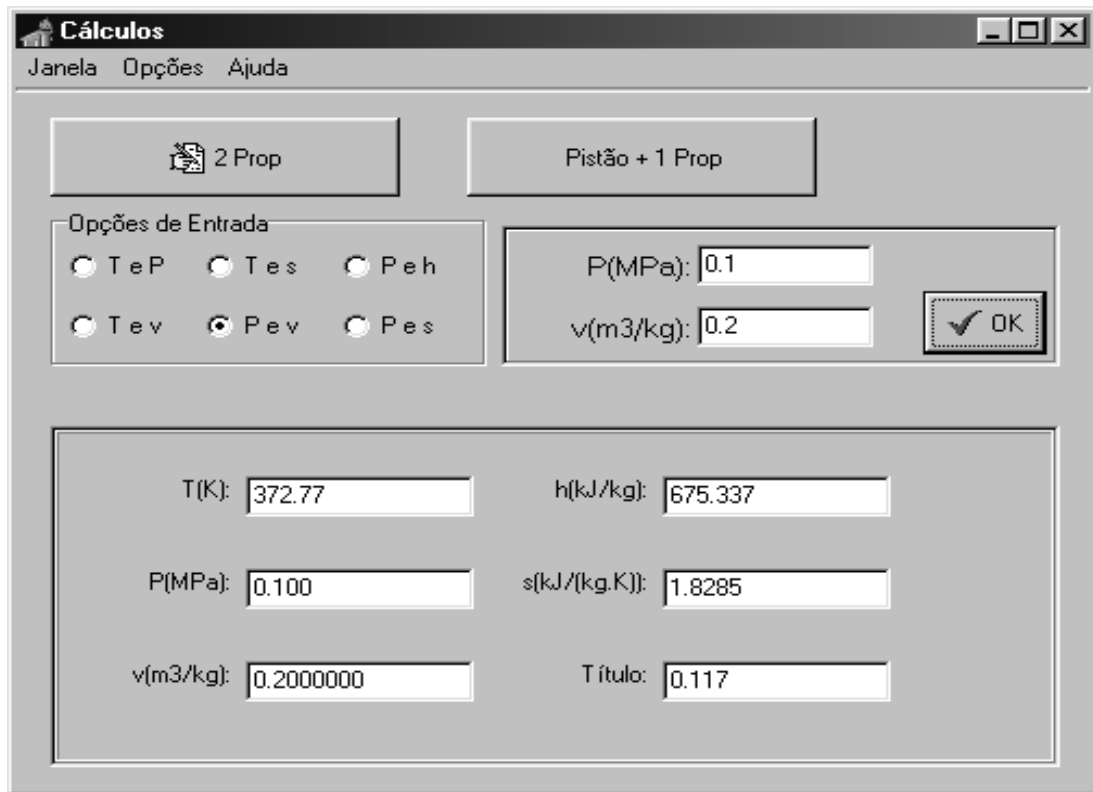 Cálculos
Janela Opções Ajuda
2 Prop
Pistão + 1 Prop
Opções de Entrada
T e P T e s P e h
T e v P e v P e s
P(MPa): 0.1
v(m3/kg): 0.2
OK
T(K): 372.77 h(kJ/kg): 675.337
P(MPa): 0.100 s(kJ/(kg.K)): 1.8285
v(m3/kg): 0.2000000 Título: 0.117